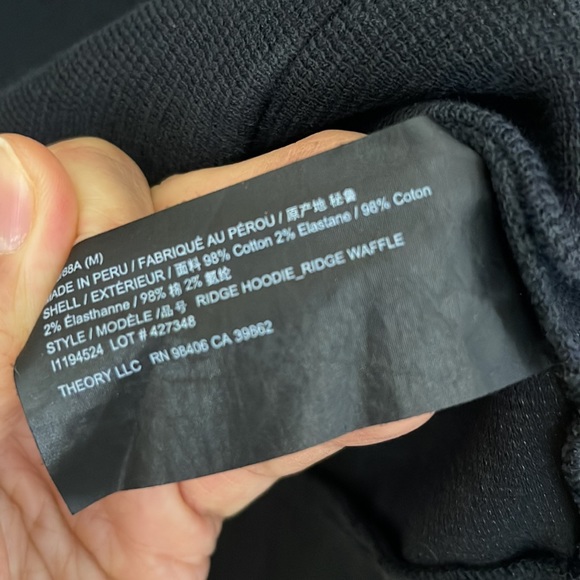 (M)
MADE IN PERU / FABRIQUÉ AU PÉROU / 原产地 秘鲁
SHELL / EXTÉRIEUR / 面料 98% Cotton 2% Elastane / 98% Coton
2% Élasthanne / 98% 棉 2% 氨纶
STYLE / MODÈLE / 品号 RIDGE HOODIE_RIDGE WAFFLE
I1194524 LOT # 427348
THEORY LLC RN 98406 CA 39862